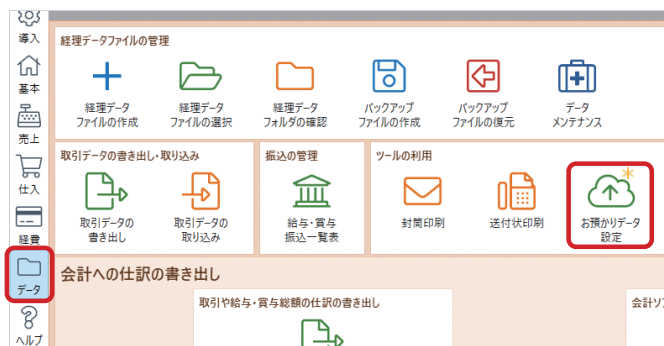 導入
基本
売上
仕入
経費
データ
ヘルプ
経理データファイルの管理
経理データ
ファイルの作成
経理データ
ファイルの選択
経理データ
フォルダの確認
バックアップ
ファイルの作成
バックアップ
ファイルの復元
データ
メンテナンス
取引データの書き出し・取り込み
取引データの
書き出し
取引データの
取り込み
振込の管理
給与・賞与
振込一覧表
ツールの利用
封筒印刷
送付状印刷
お預かりデータ
設定
会計への仕訳の書き出し
取引や給与・賞与総額の仕訳の書き出し
会計ソ